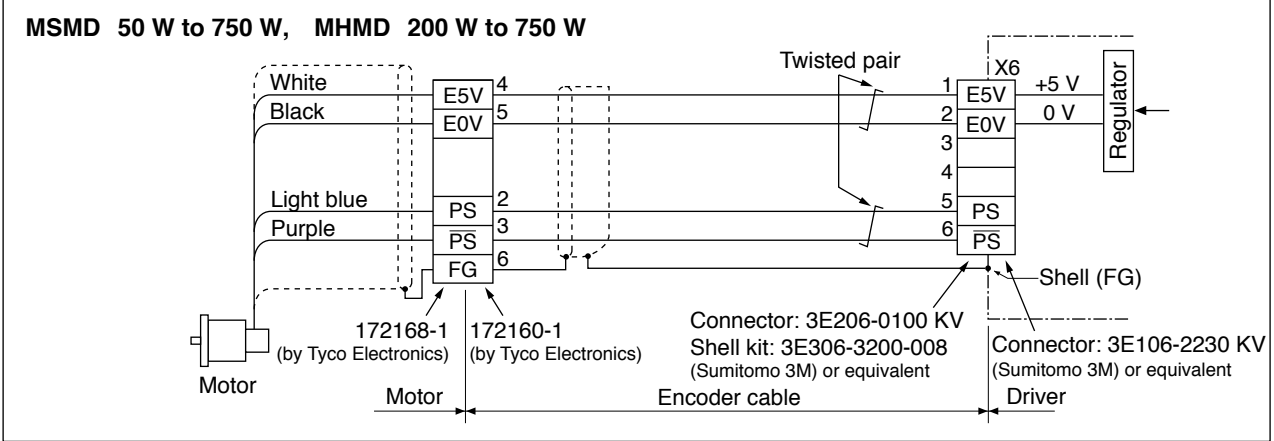 MSMD 50 W to 750 W, MHMD 200 W to 750 W
Twisted pair
X6
White
4
1
E5V
E5V
+5 V
Black
5
2
E0V
E0V
0 V
Regulator
3
4
Light blue
2
5
PS
PS
Purple
3
6
P̅S̅
P̅S̅
6
FG
Shell (FG)
172168-1
(by Tyco Electronics)
172160-1
(by Tyco Electronics)
Connector: 3E206-0100 KV
Shell kit: 3E306-3200-008
(Sumitomo 3M) or equivalent
Connector: 3E106-2230 KV
(Sumitomo 3M) or equivalent
Motor
Motor
Encoder cable
Driver